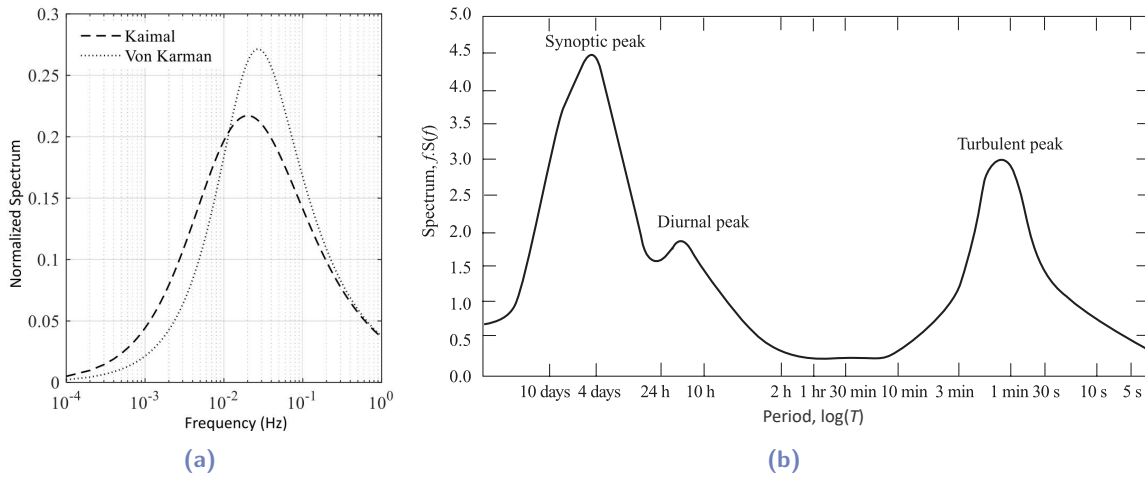 0.3
Kaimal
Von Karman
0.25
0.2
0.15
0.1
0.05
0
Normalized Spectrum
10^-4
10^-3
10^-2
10^-1
10^0
Frequency (Hz)
(a)
5.0
4.5
4.0
3.5
3.0
2.5
2.0
1.5
1.0
0.5
0.0
Spectrum, f.S(f)
Synoptic peak
Diurnal peak
Turbulent peak
10 days 4 days 24 h 10 h 2 h 1 hr 30 min 10 min 3 min 1 min 30 s 10 s 5 s
Period, log(T)
(b)